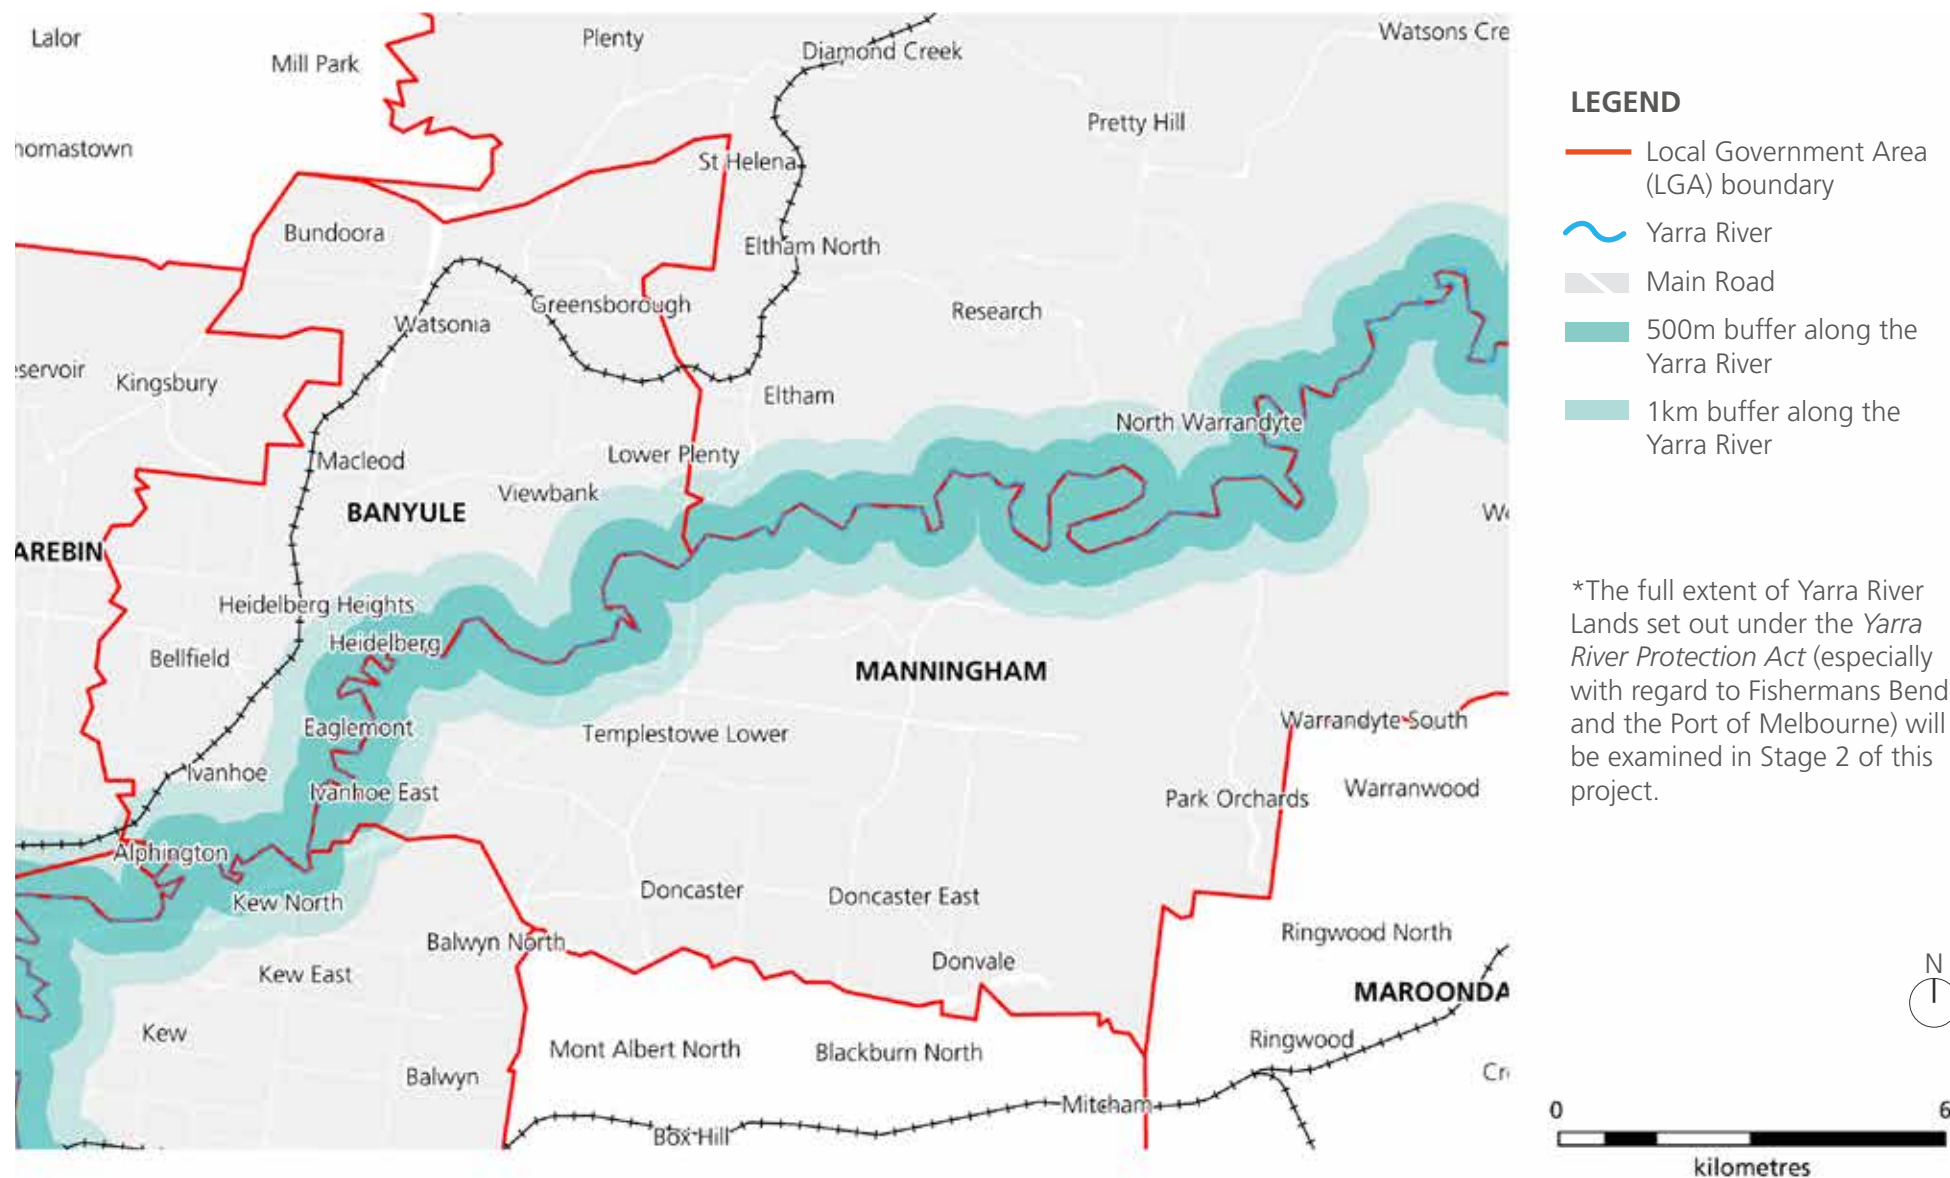 Lalor
Plenty
Watsons Cre
Diamond Creek
Mill Park
Pretty Hill
homastown
St Helena
Bundoora
Eltham North
Greensborough
Research
Watsonia
eservoir
Kingsbury
Eltham
North Warrandyte
Lower Plenty
Macleod
Viewbank
BANYULE
We
AREBIN
Heidelberg Heights
Heidelberg
Bellfield
MANNINGHAM
Eaglemont
Templestowe Lower
Warrandyte South
Ivanhoe
Ivanhoe East
Park Orchards
Warranwood
Alphington
Kew North
Doncaster
Doncaster East
Balwyn North
Ringwood North
Donvale
Kew East
MAROONDA
Kew
Mont Albert North
Blackburn North
Ringwood
Balwyn
Cr
Mitcham
Box Hill
LEGEND
Local Government Area
(LGA) boundary
Yarra River
Main Road
500m buffer along the
Yarra River
1km buffer along the
Yarra River
*The full extent of Yarra River
Lands set out under the Yarra
River Protection Act (especially
with regard to Fishermans Bend
and the Port of Melbourne) will
be examined in Stage 2 of this
project.
N
0 6
kilometres